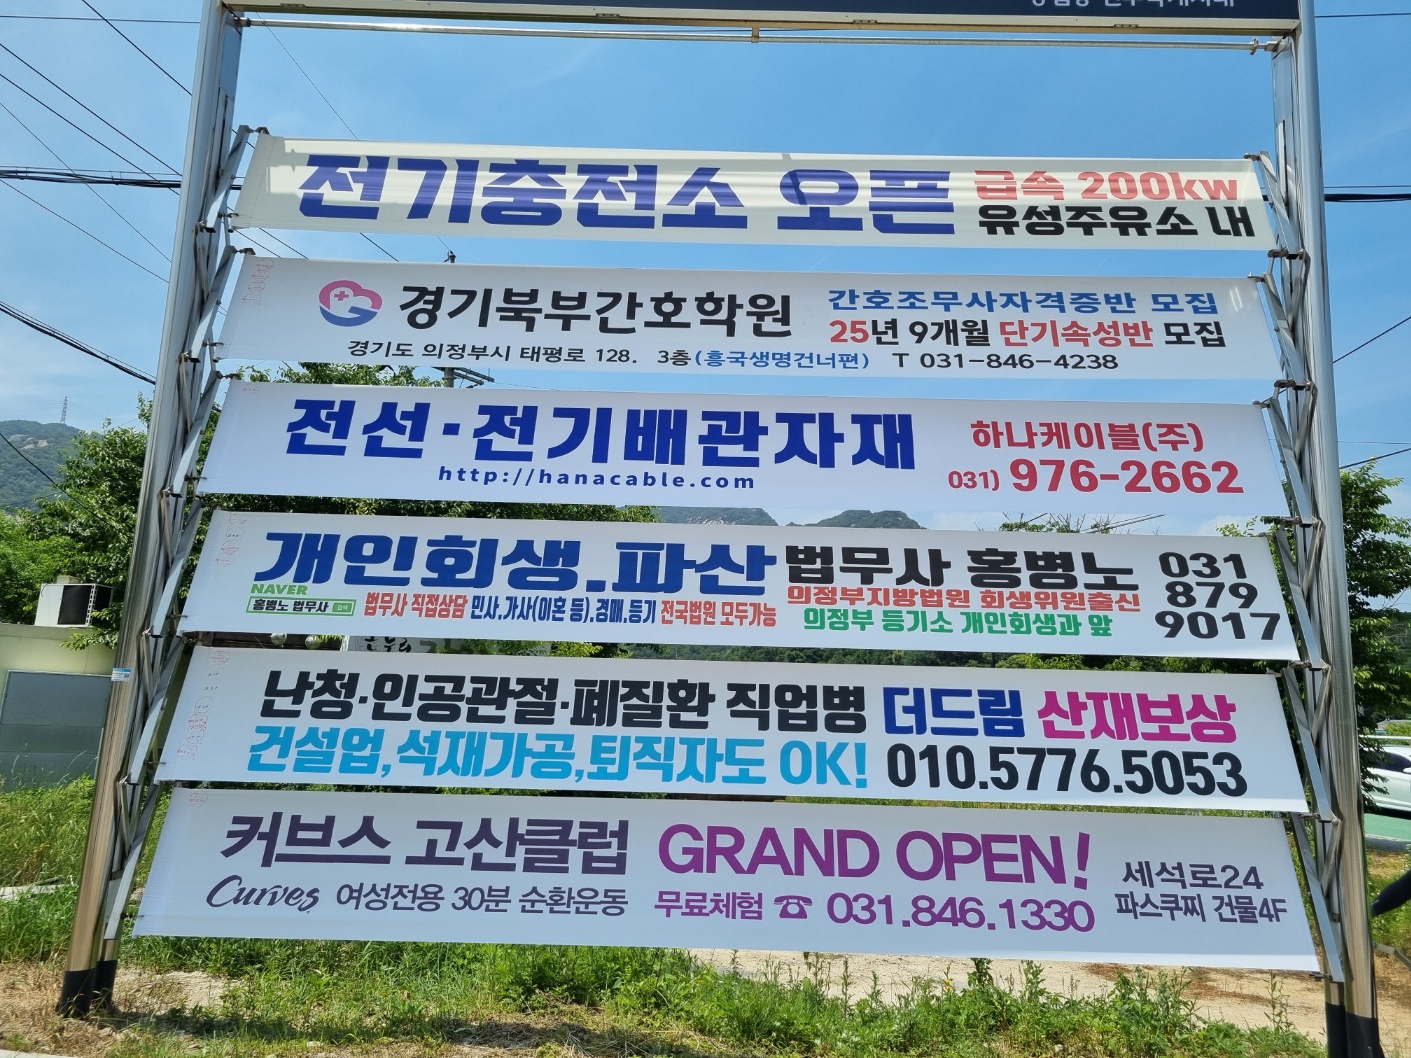 전기충전소 오픈 급속 200kw
유성주유소 내
경기북부간호학원 간호조무사자격증반 모집
25년 9개월 단기속성반 모집
경기도 의정부시 태평로 128. 3층(흥국생명건너편) T 031-846-4238
전선·전기배관자재 하나케이블(주)
http://hanacable.com 031) 976-2662
개인회생.파산 법무사 홍병노 031
879
9017
의정부지방법원 회생위원출신
NAVER
홍병노 법무사 검색
법무사 직접상담 민사.가사(이혼 등).경매.등기 전국법원 모두가능
의정부 등기소 개인회생과 앞
난청·인공관절·폐질환 직업병 더드림 산재보상
건설업,석재가공,퇴직자도 OK! 010.5776.5053
커브스 고산클럽 GRAND OPEN!
Curves 여성전용 30분 순환운동 무료체험 ☎ 031.846.1330
세석로24
파스쿠찌 건물4F